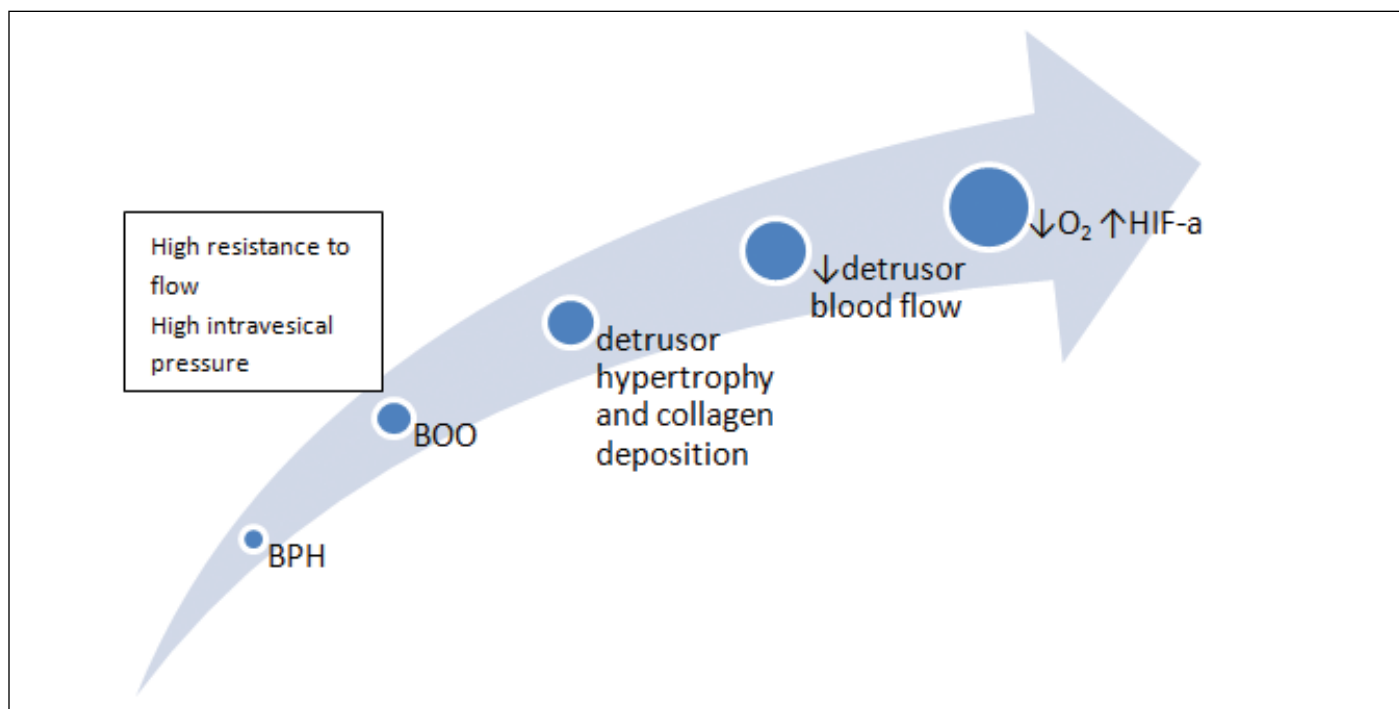 High resistance to
flow
High intravesical
pressure
BPH
BOO
detrusor
hypertrophy
and collagen
deposition
↓detrusor
blood flow
↓O₂ ↑HIF-a